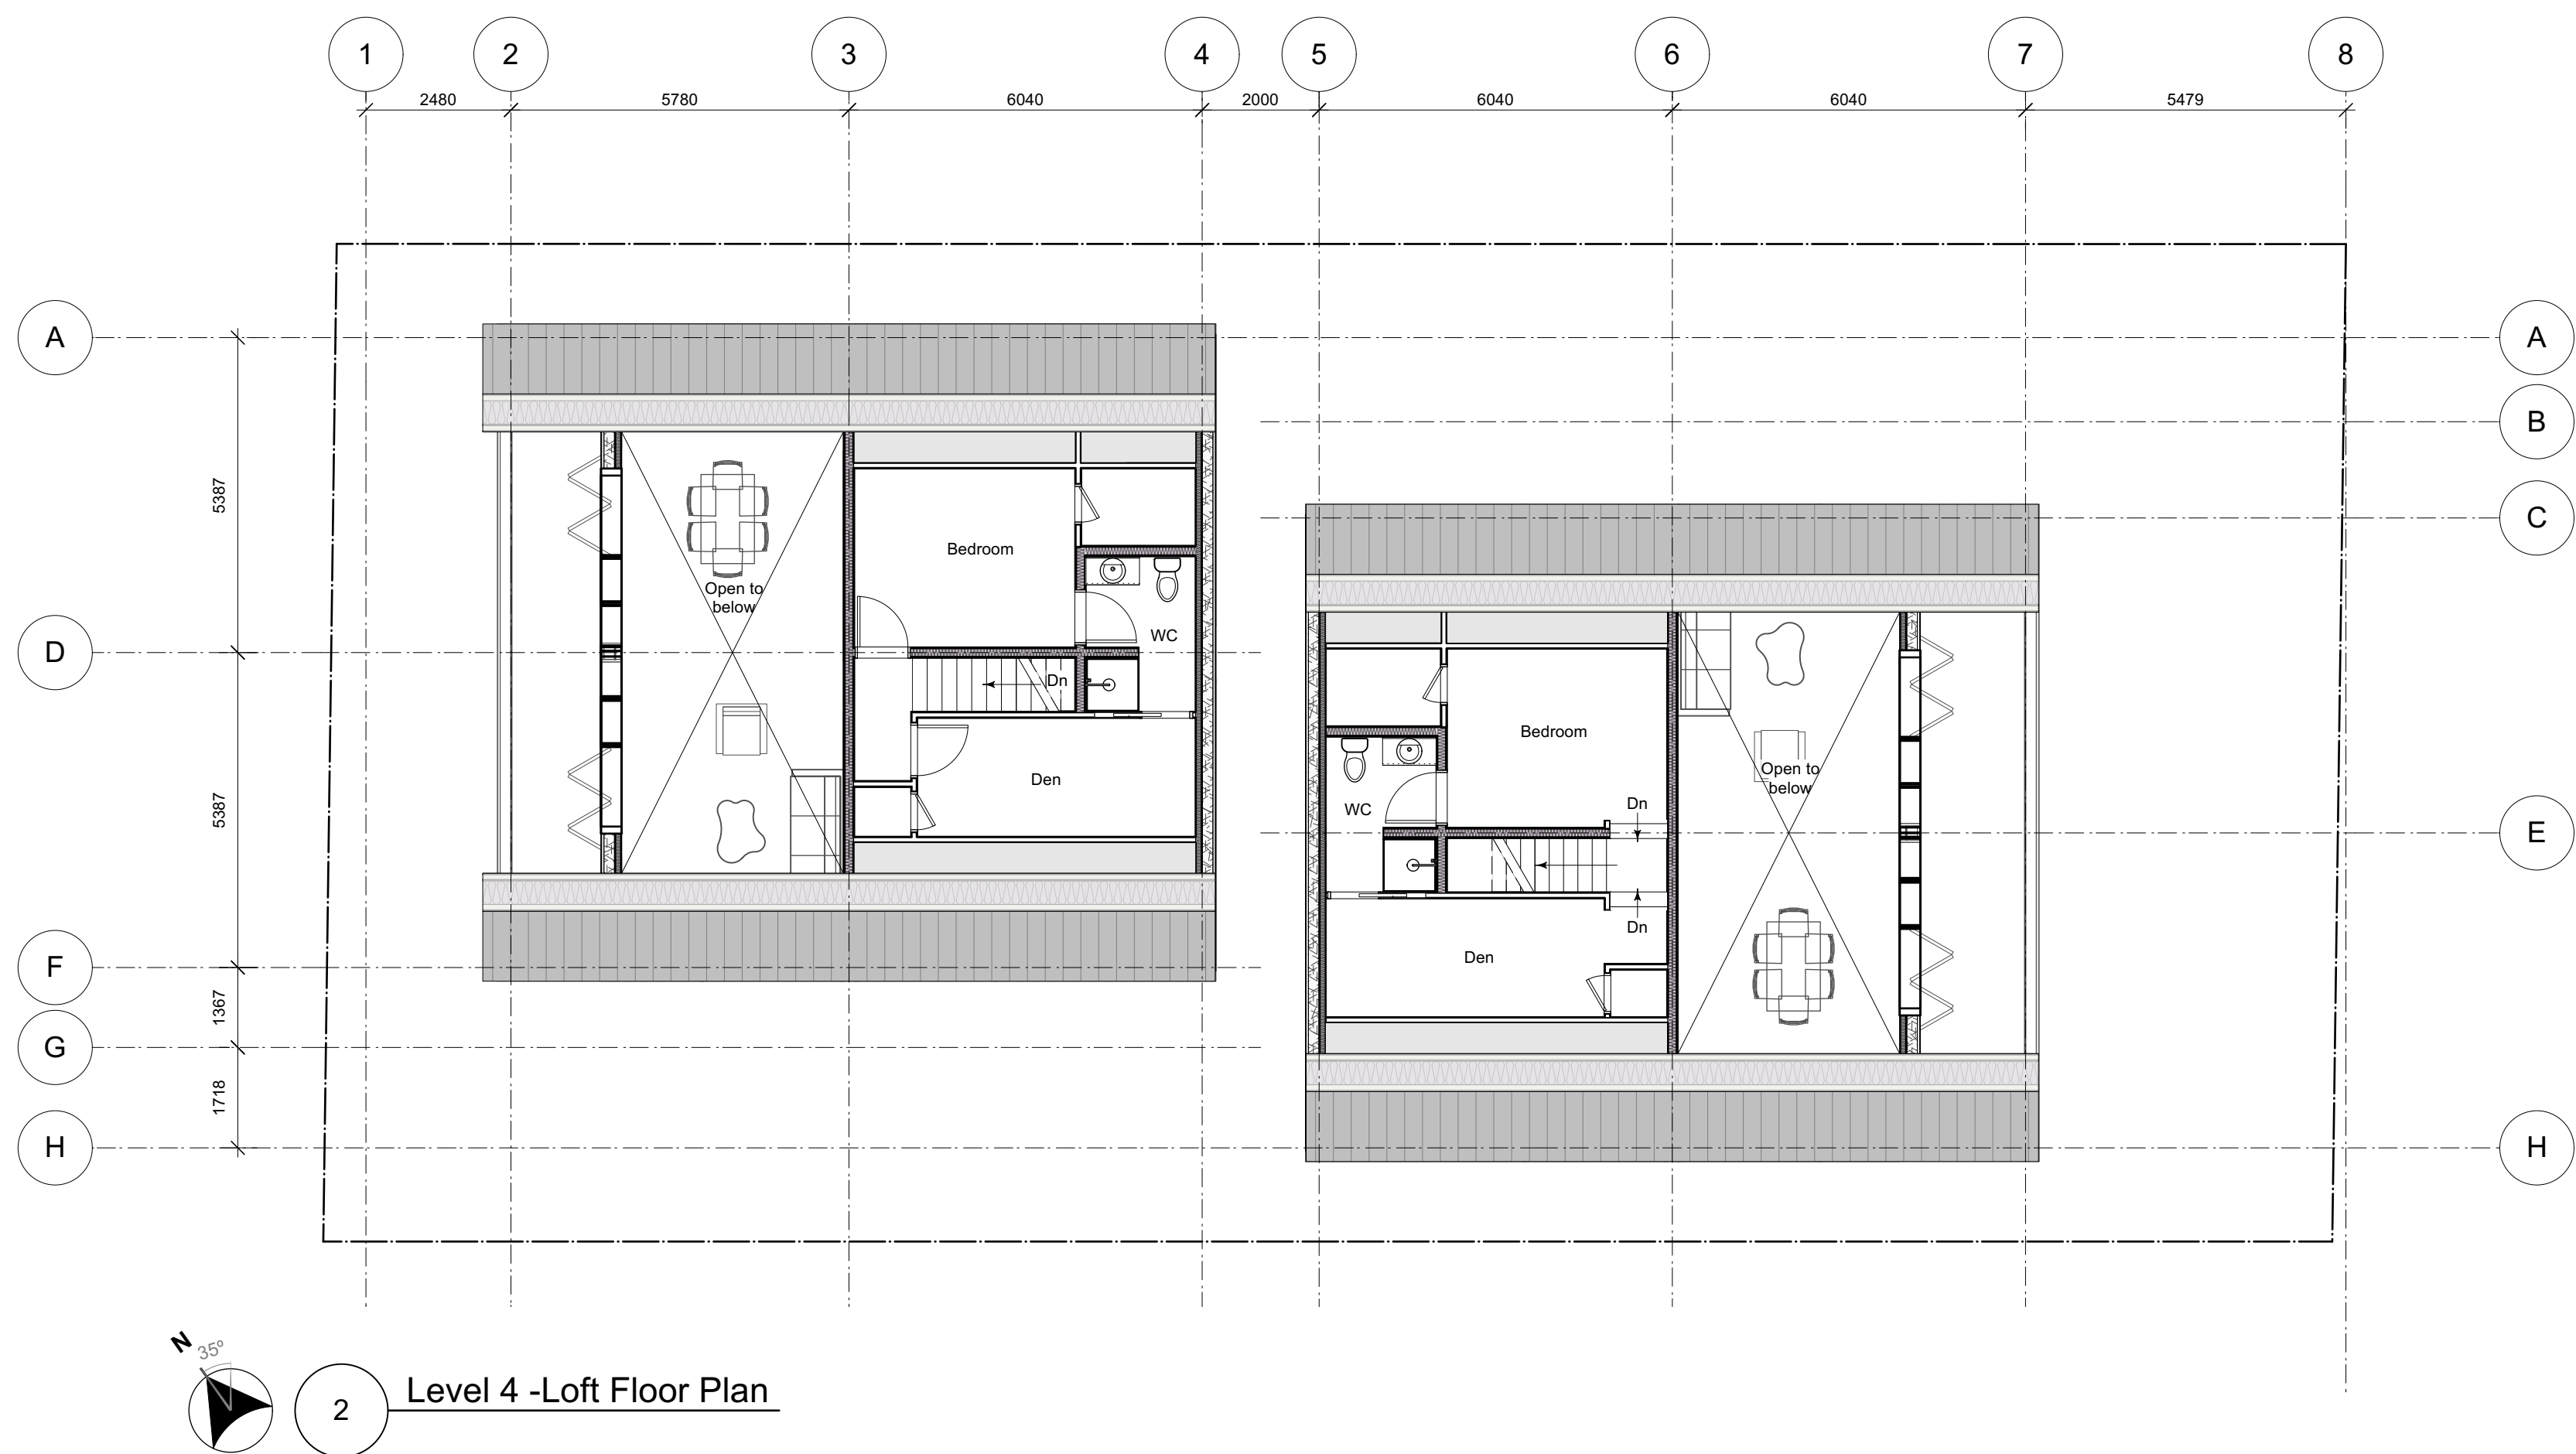 1 2 3 4 5 6 7 8
2480 5780 6040 2000 6040 6040 5479
A A
B
C
D
E
F
G
H H
5387
5387
1367
1718
Bedroom
Open to
below
WC
Dn
Den
Bedroom
Open to
below
WC
Dn
Dn
Den
N
35°
2
Level 4 -Loft Floor Plan